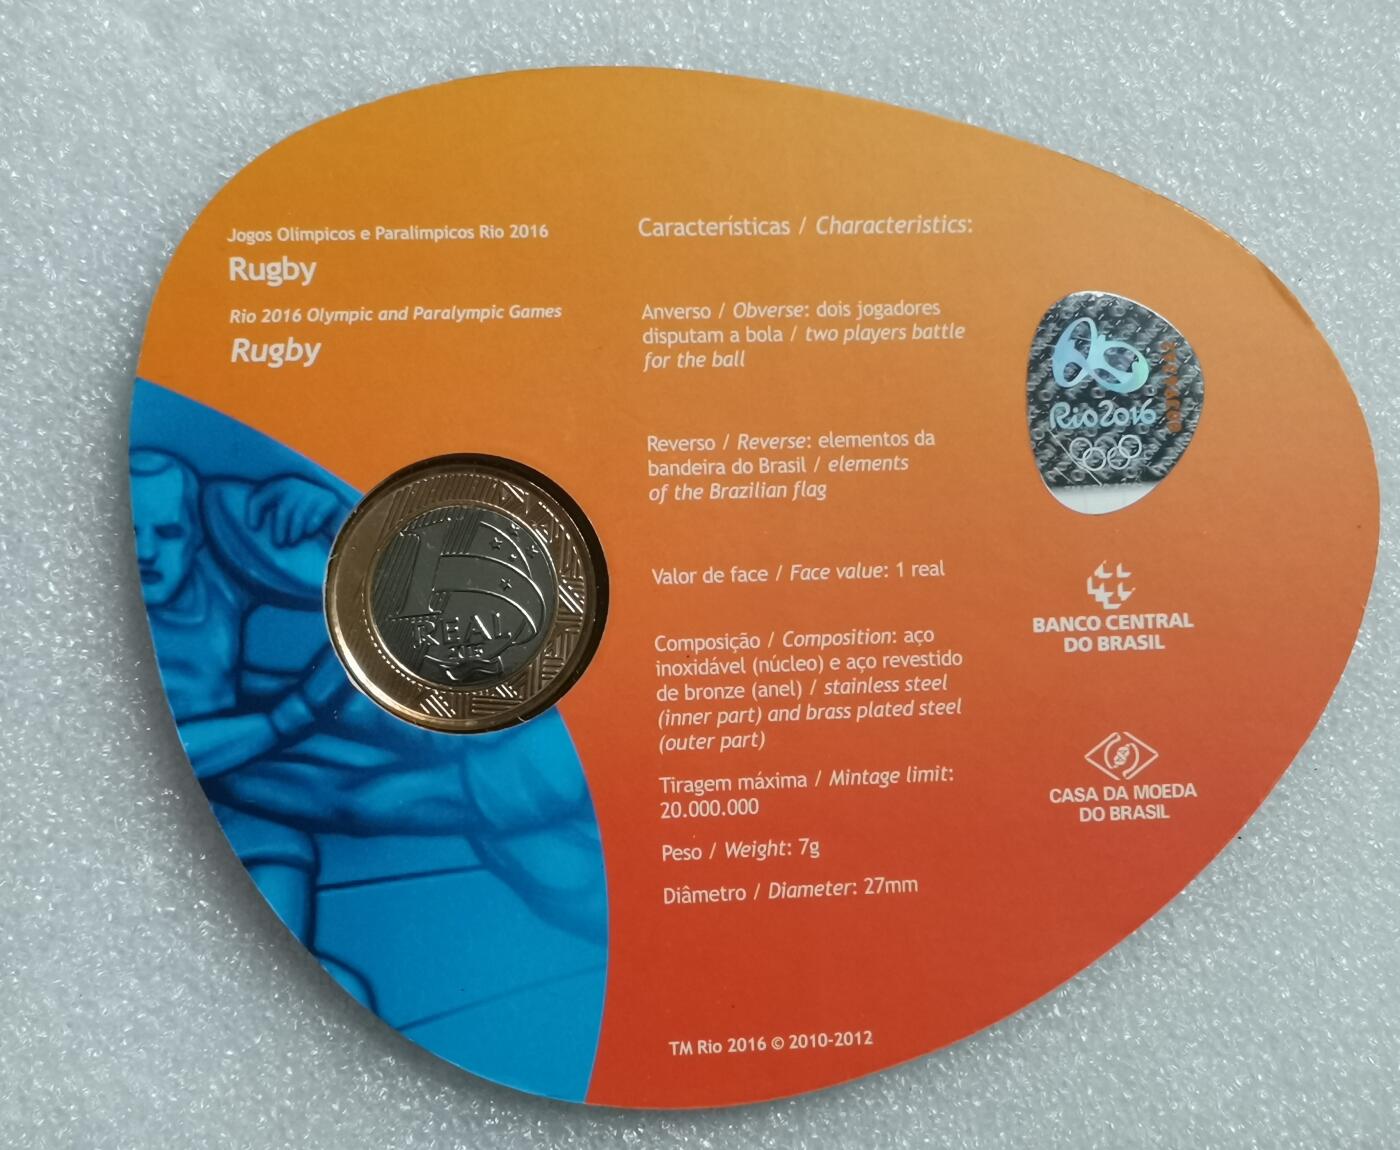 Jogos Olímpicos e Paralímpicos Rio 2016
Rugby
Rio 2016 Olympic and Paralympic Games
Rugby
1
REAL
2015
Características / Characteristics:
Anverso / Obverse: dois jogadores
disputam a bola / two players battle
for the ball
Reverso / Reverse: elementos da
bandeira do Brasil / elements
of the Brazilian flag
Valor de face / Face value: 1 real
Composição / Composition: aço
inoxidável (núcleo) e aço revestido
de bronze (anel) / stainless steel
(inner part) and brass plated steel
(outer part)
Tiragem máxima / Mintage limit:
20.000.000
Peso / Weight: 7g
Diâmetro / Diameter: 27mm
TM Rio 2016 © 2010-2012
Rio2016
BANCO CENTRAL
DO BRASIL
CASA DA MOEDA
DO BRASIL